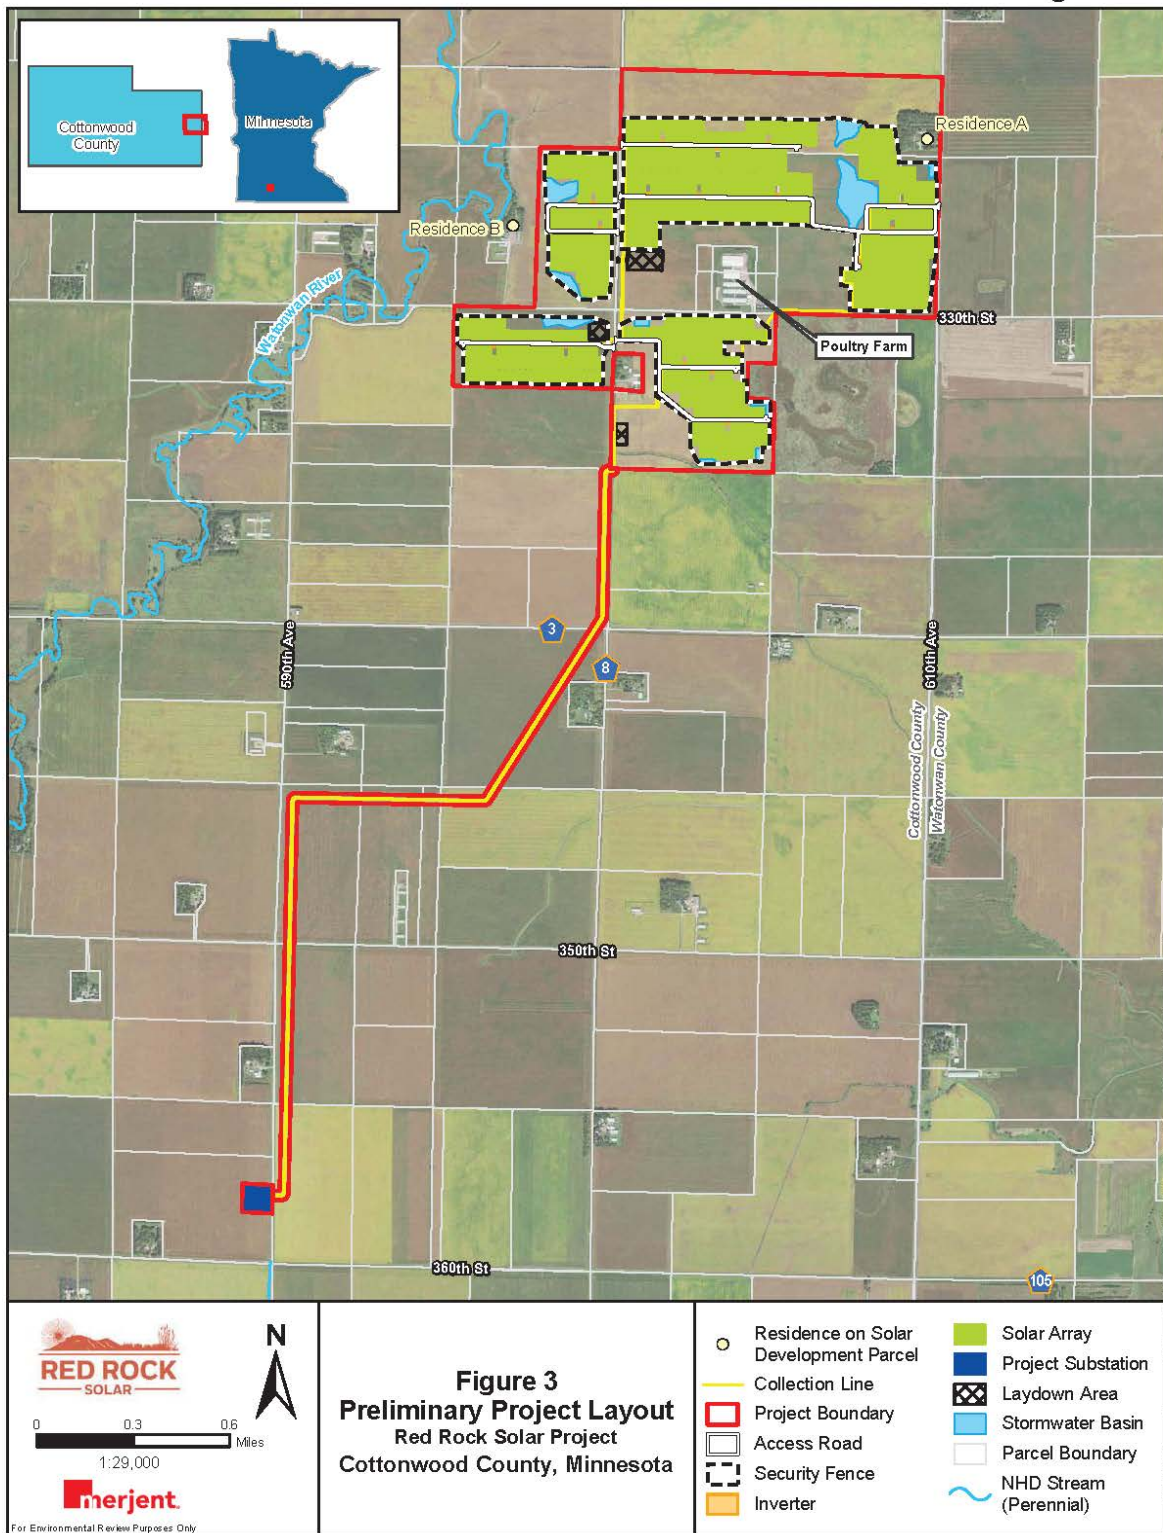 Cottonwood
County
Minnesota
Residence A
Residence B
Watonwan River
330th St
Poultry Farm
3
8
590th Ave
610th Ave
Cottonwood County
Watonwan County
350th St
360th St
105
RED ROCK
SOLAR
N
0 0.3 0.6
Miles
1:29,000
merjent.
For Environmental Review Purposes Only
Figure 3
Preliminary Project Layout
Red Rock Solar Project
Cottonwood County, Minnesota
Residence on Solar
Development Parcel
Collection Line
Project Boundary
Access Road
Security Fence
Inverter
Solar Array
Project Substation
Laydown Area
Stormwater Basin
Parcel Boundary
NHD Stream
(Perennial)